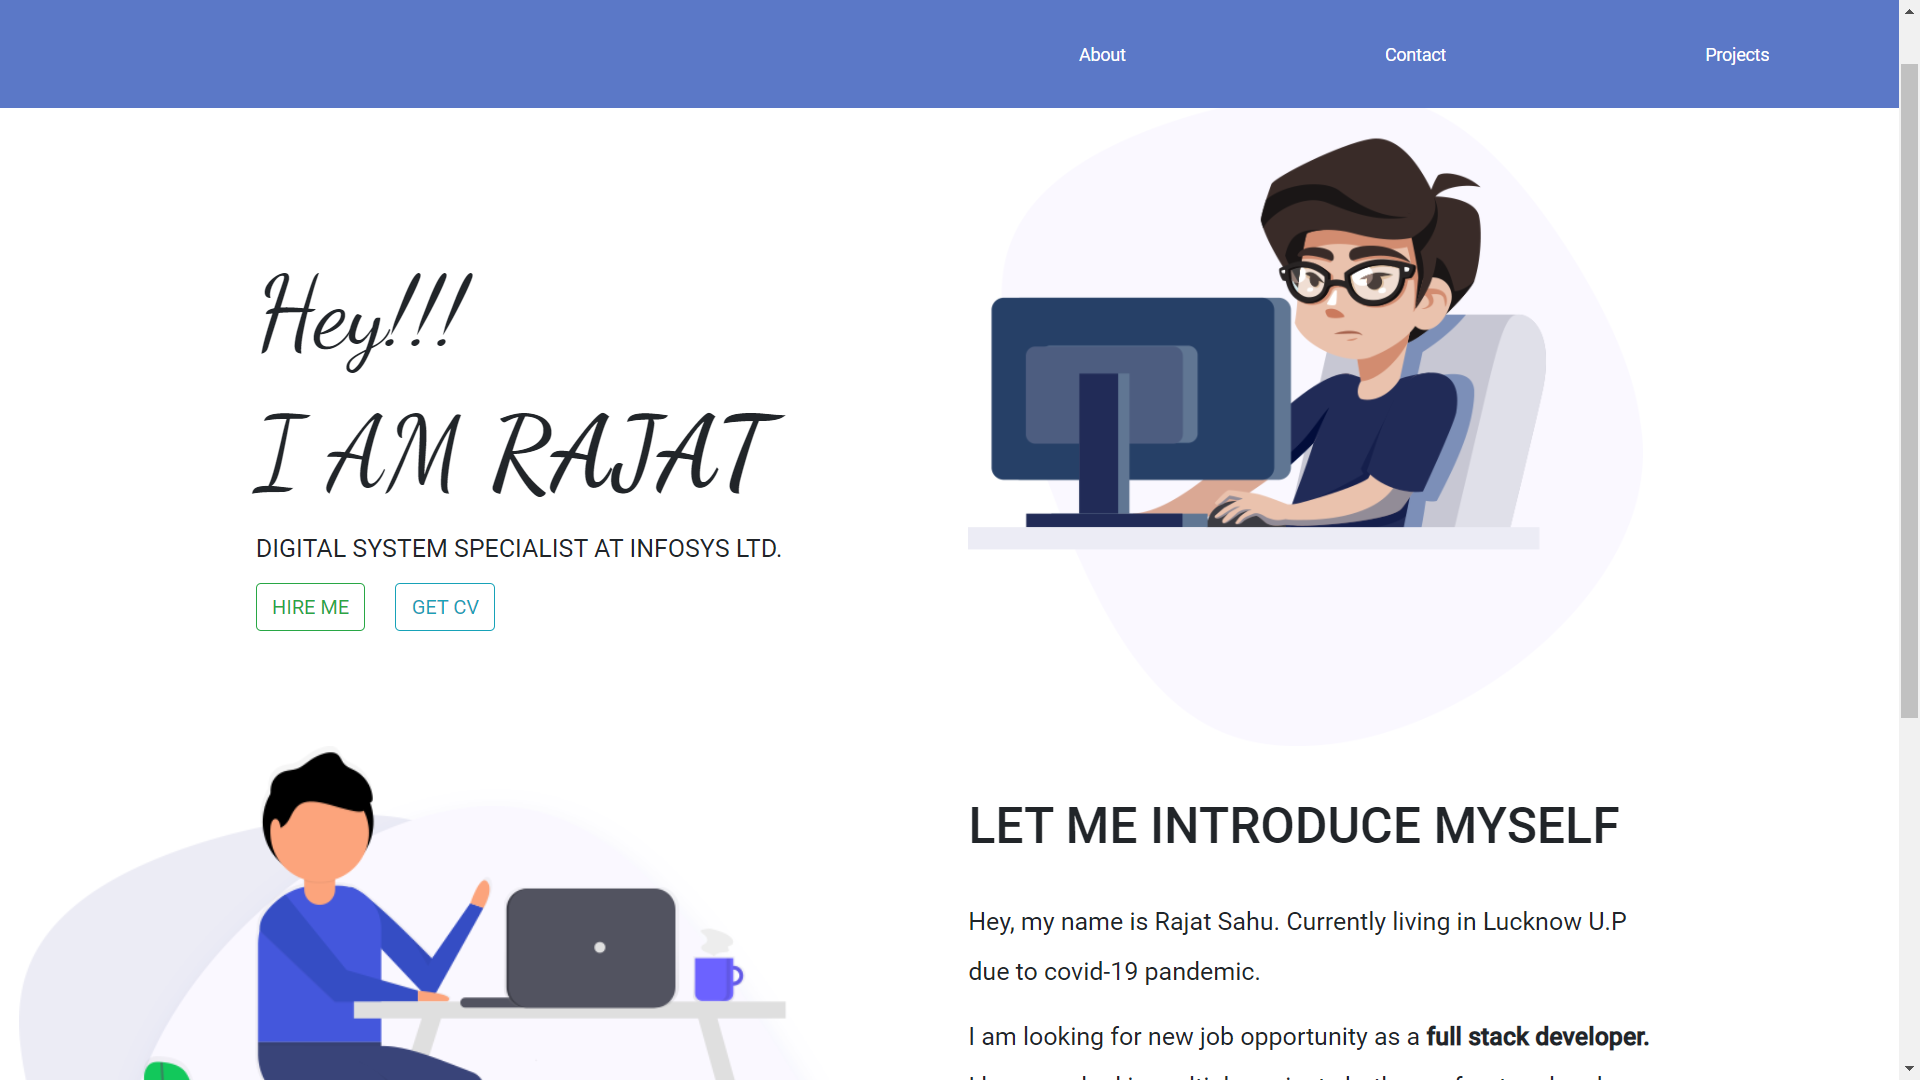 About Contact Projects
Hey!!!
I AM RAJAT
DIGITAL SYSTEM SPECIALIST AT INFOSYS LTD.
HIRE ME GET CV
LET ME INTRODUCE MYSELF
Hey, my name is Rajat Sahu. Currently living in Lucknow U.P
due to covid-19 pandemic.
I am looking for new job opportunity as a full stack developer.